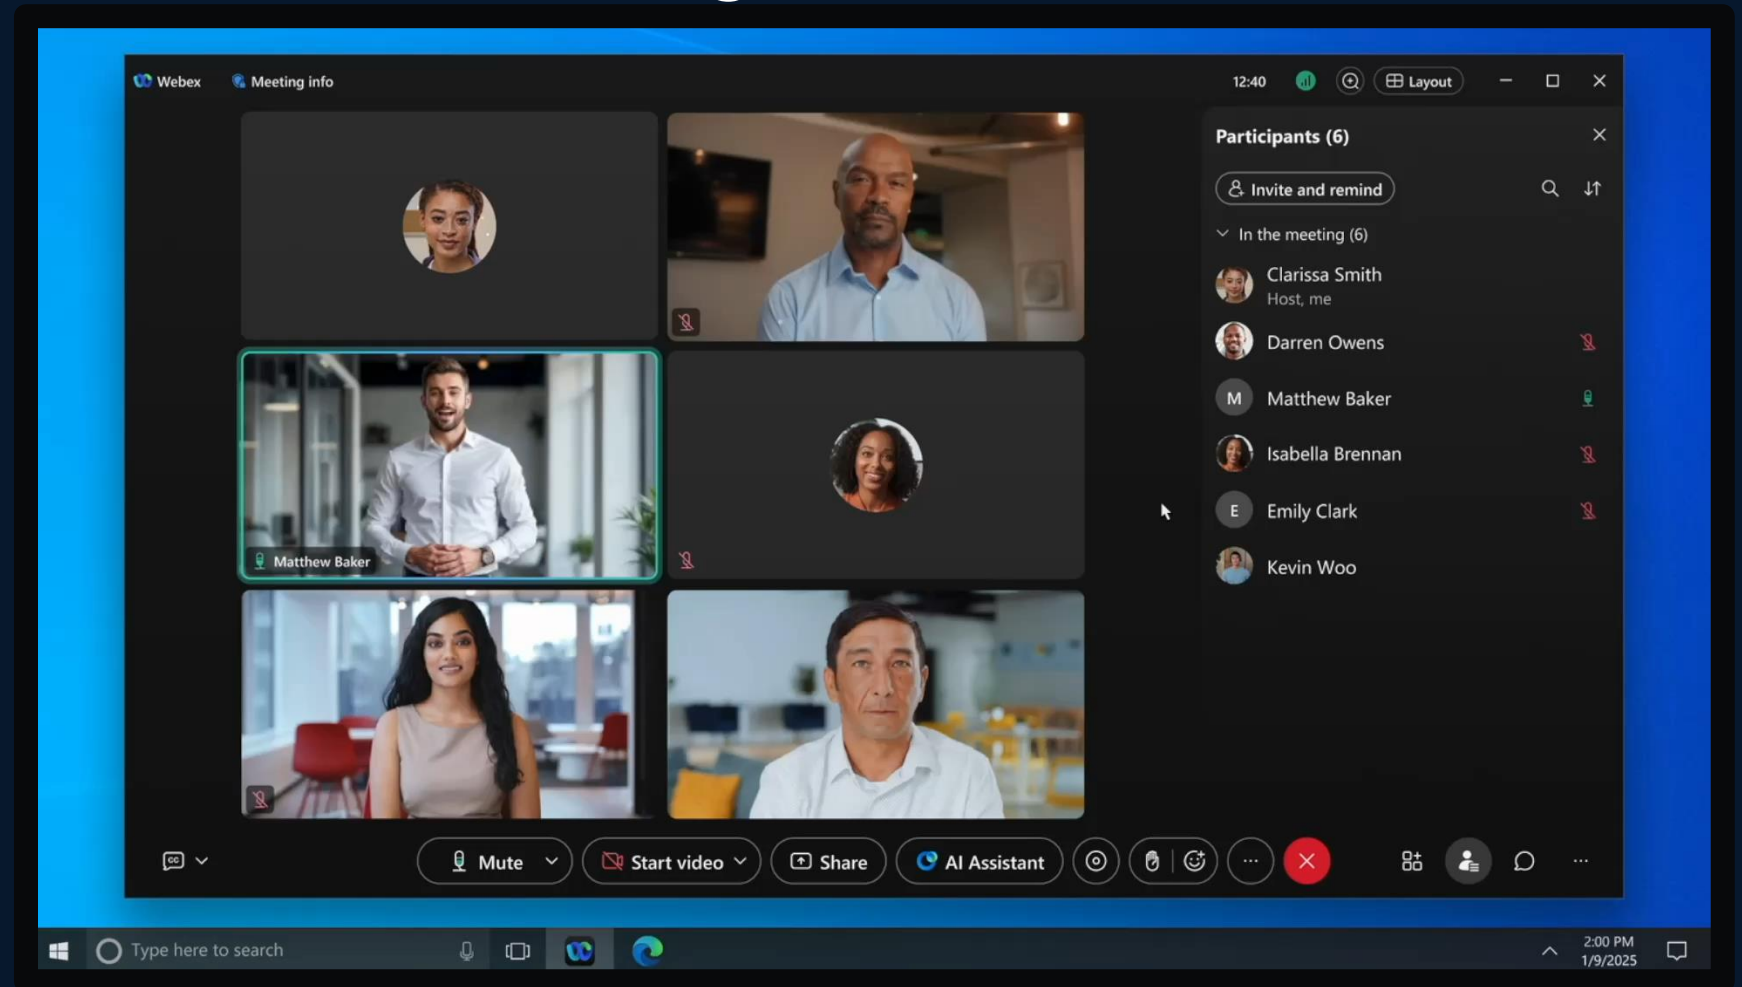 Webex
Meeting info
12:40
Layout
Participants (6)
Invite and remind
In the meeting (6)
Clarissa Smith
Host, me
Darren Owens
M
Matthew Baker
Isabella Brennan
E
Emily Clark
Kevin Woo
Matthew Baker
CC
Mute
Start video
Share
AI Assistant
Type here to search
2:00 PM
1/9/2025